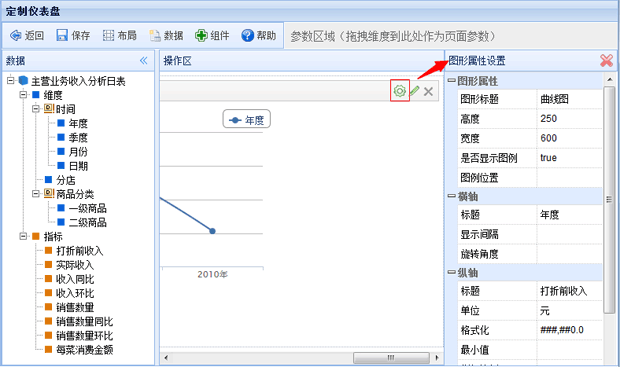 定制仪表盘
返回 保存 布局 数据 组件 帮助 参数区域（拖拽维度到此处作为页面参数）
数据
主营业务收入分析日表
维度
时间
年度
季度
月份
日期
分店
商品分类
一级商品
二级商品
指标
打折前收入
实际收入
收入同比
收入环比
销售数量
销售数量同比
销售数量环比
每菜消费金额
操作区
年度
2010年
图形属性设置
图形属性
图形标题 曲线图
高度 250
宽度 600
是否显示图例 true
图例位置
横轴
标题 年度
显示间隔
旋转角度
纵轴
标题 打折前收入
单位 元
格式化 ###,##0.0
最小值